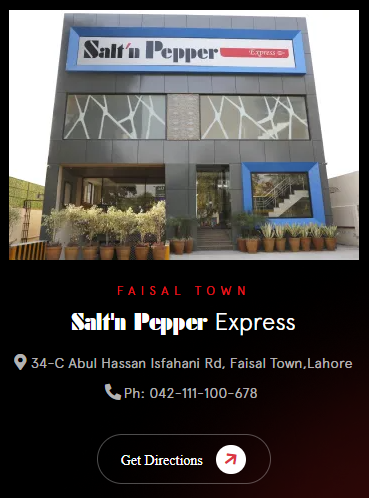 Salt'n Pepper Express
FAISAL TOWN
Salt'n Pepper Express
34-C Abul Hassan Isfahani Rd, Faisal Town,Lahore
Ph: 042-111-100-678
Get Directions